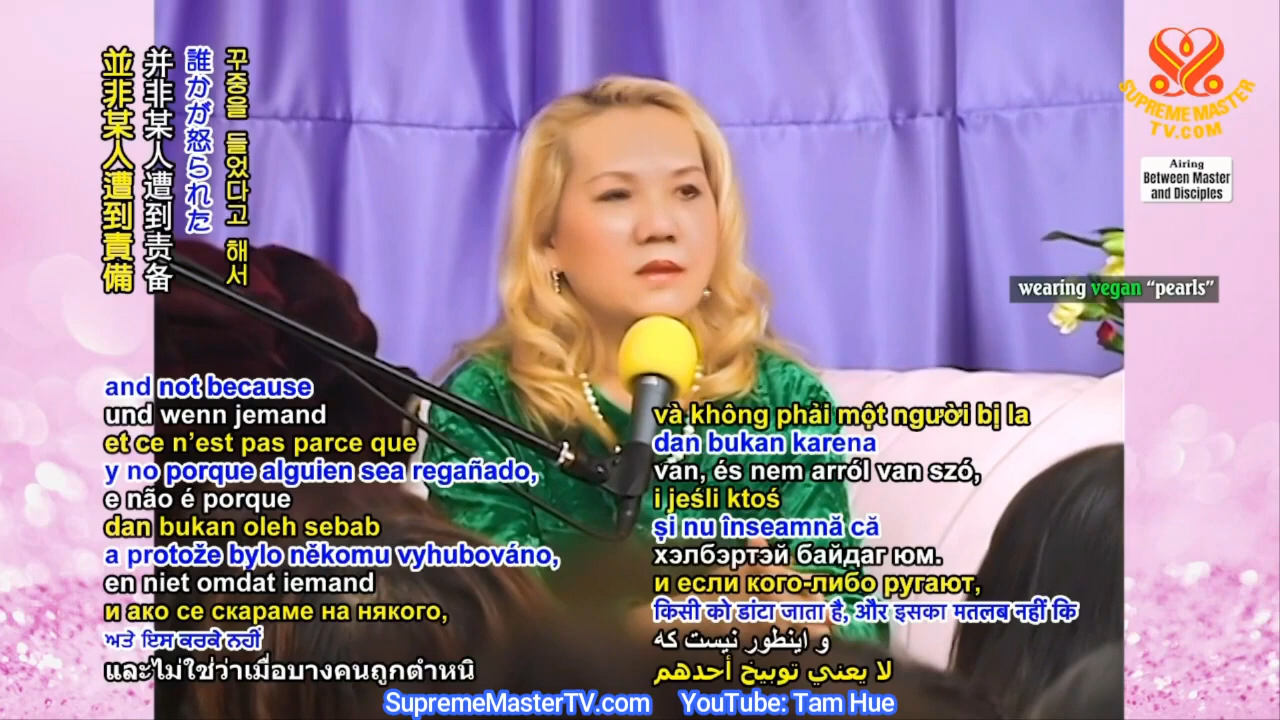 並非某人遭到責備
并非某人遭到责备
誰かが怒られた
꾸중을 들었다고 해서
SUPREME MASTER
TV.COM
Airing
Between Master
and Disciples
wearing vegan “pearls”
and not because
und wenn jemand
et ce n’est pas parce que
y no porque alguien sea regañado,
e não é porque
dan bukan oleh sebab
a protože bylo někomu vyhubováno,
en niet omdat iemand
и ако се скараме на някого,
ਅਤੇ ਇਸ ਕਰਕੇ ਨਹੀਂ
และไม่ใช่ว่าเมื่อบางคนถูกตำหนิ
và không phải một người bị la
dan bukan karena
van, és nem arról van szó,
i jeśli ktoś
și nu înseamnă că
хэлбэртэй байдаг юм.
и если кого-либо ругают,
किसी को डांटा जाता है, और इसका मतलब नहीं कि
و اینطور نیست که
لا يعني توبيخ أحدهم
SupremeMasterTV.com YouTube: Tam Hue